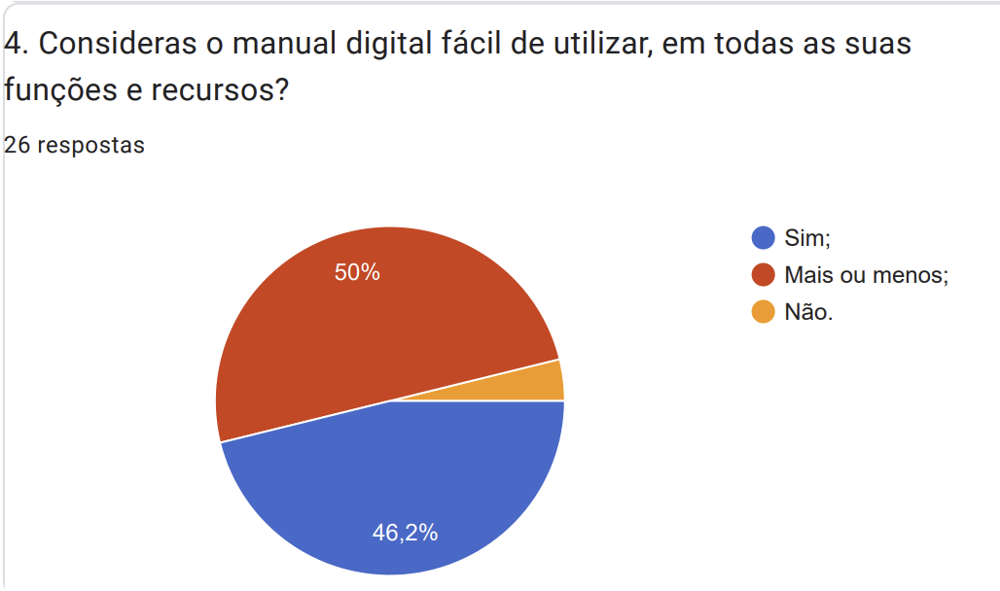 4. Consideras o manual digital fácil de utilizar, em todas as suas
funções e recursos?
26 respostas
50%
46,2%
Sim;
Mais ou menos;
Não.